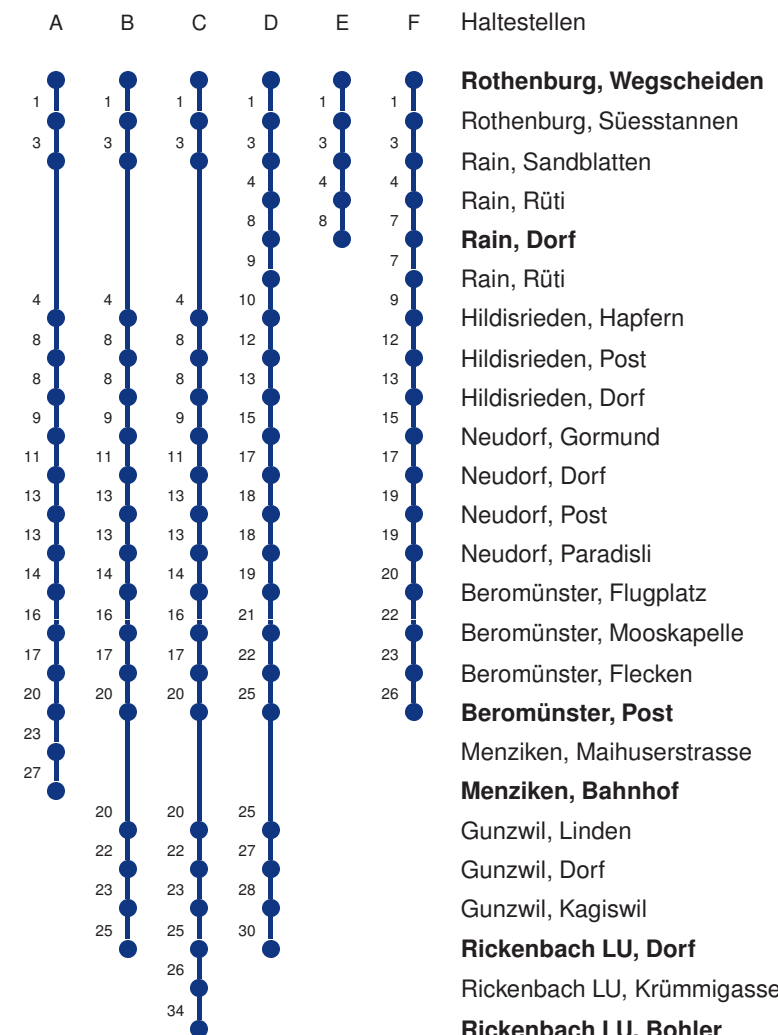 A B C D E F Haltestellen
Rothenburg, Wegscheiden
1 1 1 1 1 1
Rothenburg, Süesstannen
3 3 3 3 3 3
Rain, Sandblatten
4 4 4
Rain, Rüti
8 8 7
Rain, Dorf
9 7
Rain, Rüti
4 4 4 10 9
Hildisrieden, Hapfern
8 8 8 12 12
Hildisrieden, Post
8 8 8 13 13
Hildisrieden, Dorf
9 9 9 15 15
Neudorf, Gormund
11 11 11 17 17
Neudorf, Dorf
13 13 13 18 19
Neudorf, Post
13 13 13 18 19
Neudorf, Paradisli
14 14 14 19 20
Beromünster, Flugplatz
16 16 16 21 22
Beromünster, Mooskapelle
17 17 17 22 23
Beromünster, Flecken
20 20 20 25 26
Beromünster, Post
23
Menziken, Maihuserstrasse
27
Menziken, Bahnhof
20 20 25
Gunzwil, Linden
22 22 27
Gunzwil, Dorf
23 23 28
Gunzwil, Kagiswil
25 25 30
Rickenbach LU, Dorf
26
Rickenbach LU, Krümmigasse
34
Rickenbach LU, Bohler